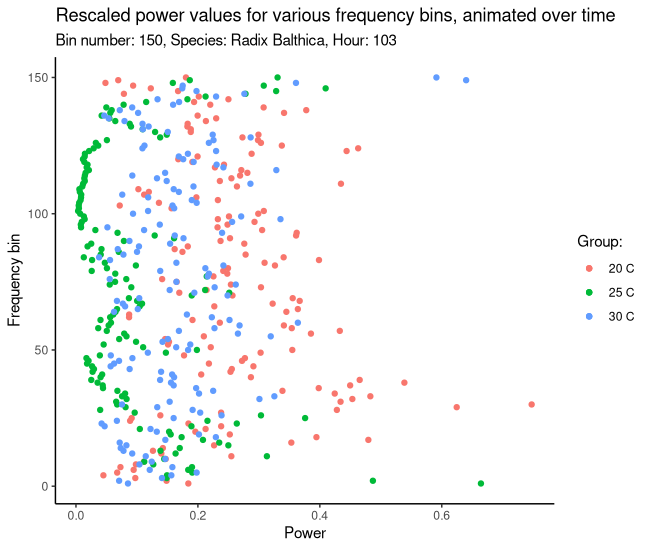 Rescaled power values for various frequency bins, animated over time
Bin number: 150, Species: Radix Balthica, Hour: 103
150
100
50
0
Frequency bin
0.0 0.2 0.4 0.6
Power
Group:
20 C
25 C
30 C